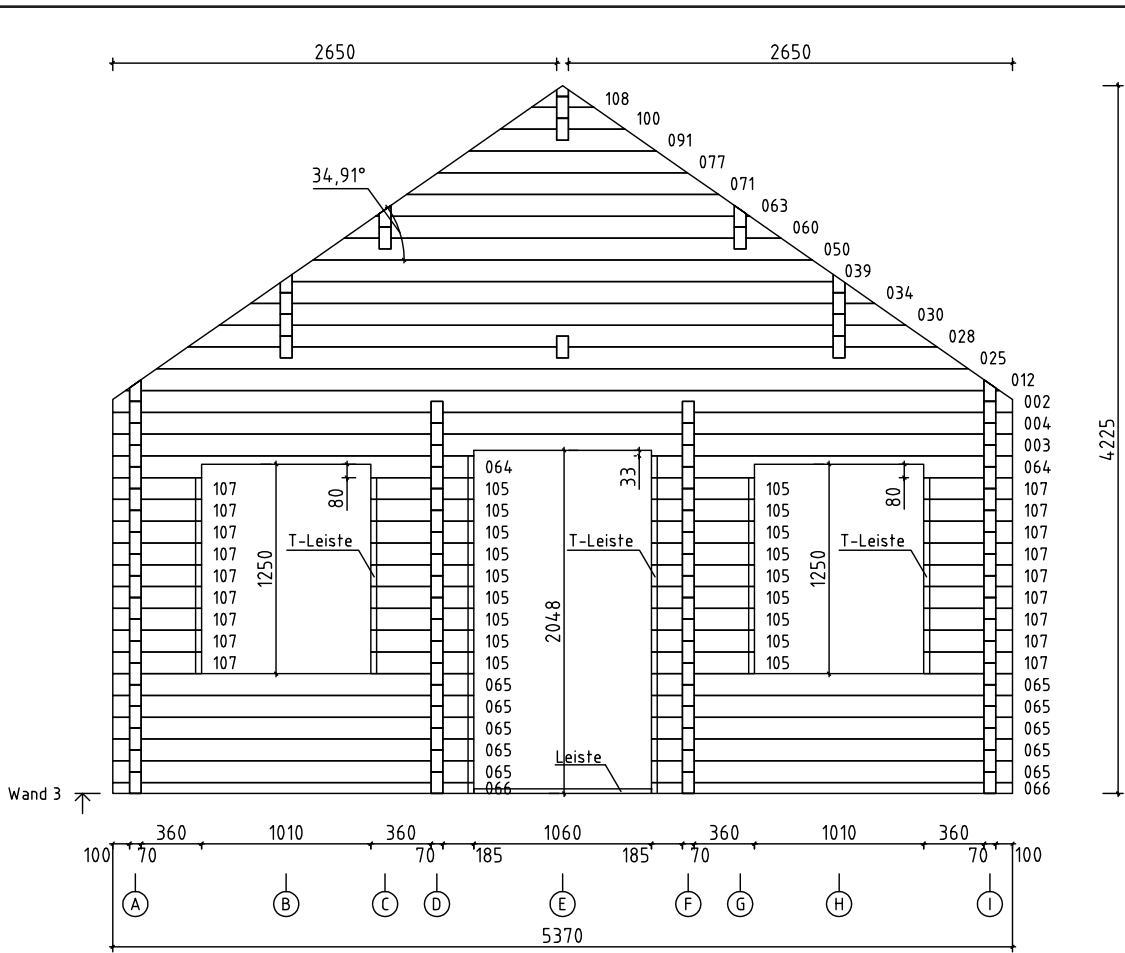 2650 2650
108
100
091
077
34,91°
071
063
060
050
039
034
030
028
025
012
002
004
4225
003
064 33 064
107 80 105 105 80 107
107 105 105 107
107 105 105 107
T-Leiste T-Leiste T-Leiste
107 105 105 107
107 1250 105 105 1250 107
107 105 105 107
107 105 2048 105 107
107 105 105 107
107 105 105 107
065 065
065 065
065 065
065 065
Leiste
065 065
066 066
Wand 3
360 1010 360 1060 360 1010 360
100 70 70 185 185 70 70 100
A B C D E F G H I
5370